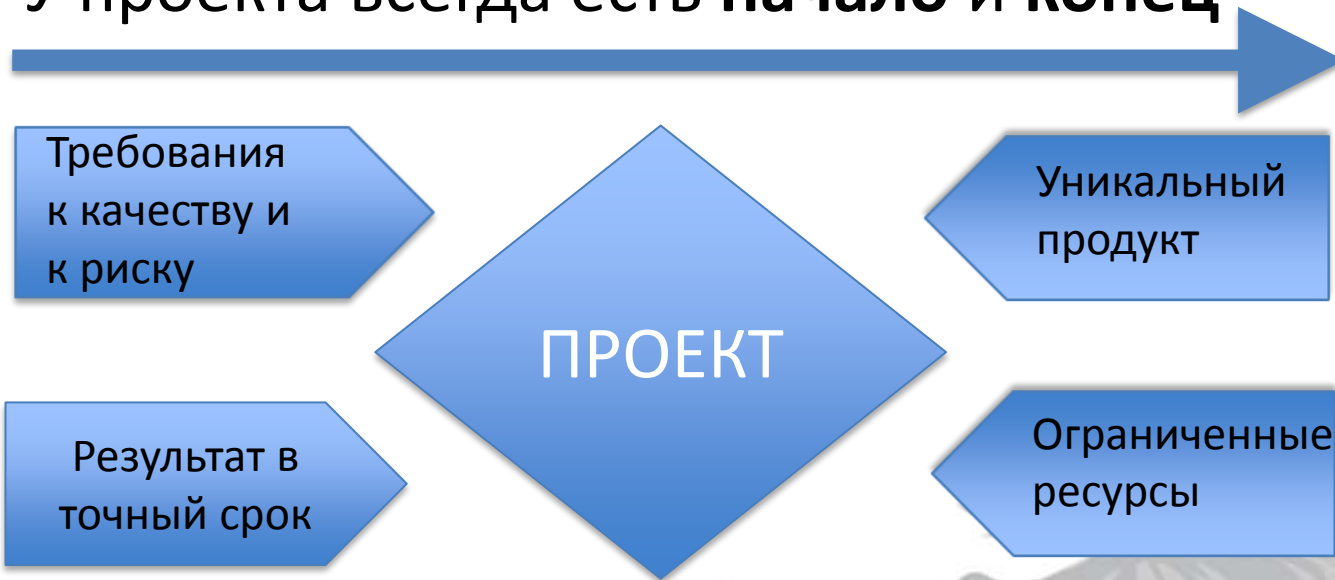 У проекта всегда есть начало и конец
Требования
к качеству и
к риску
Уникальный
продукт
ПРОЕКТ
Результат в
точный срок
Ограниченные
ресурсы